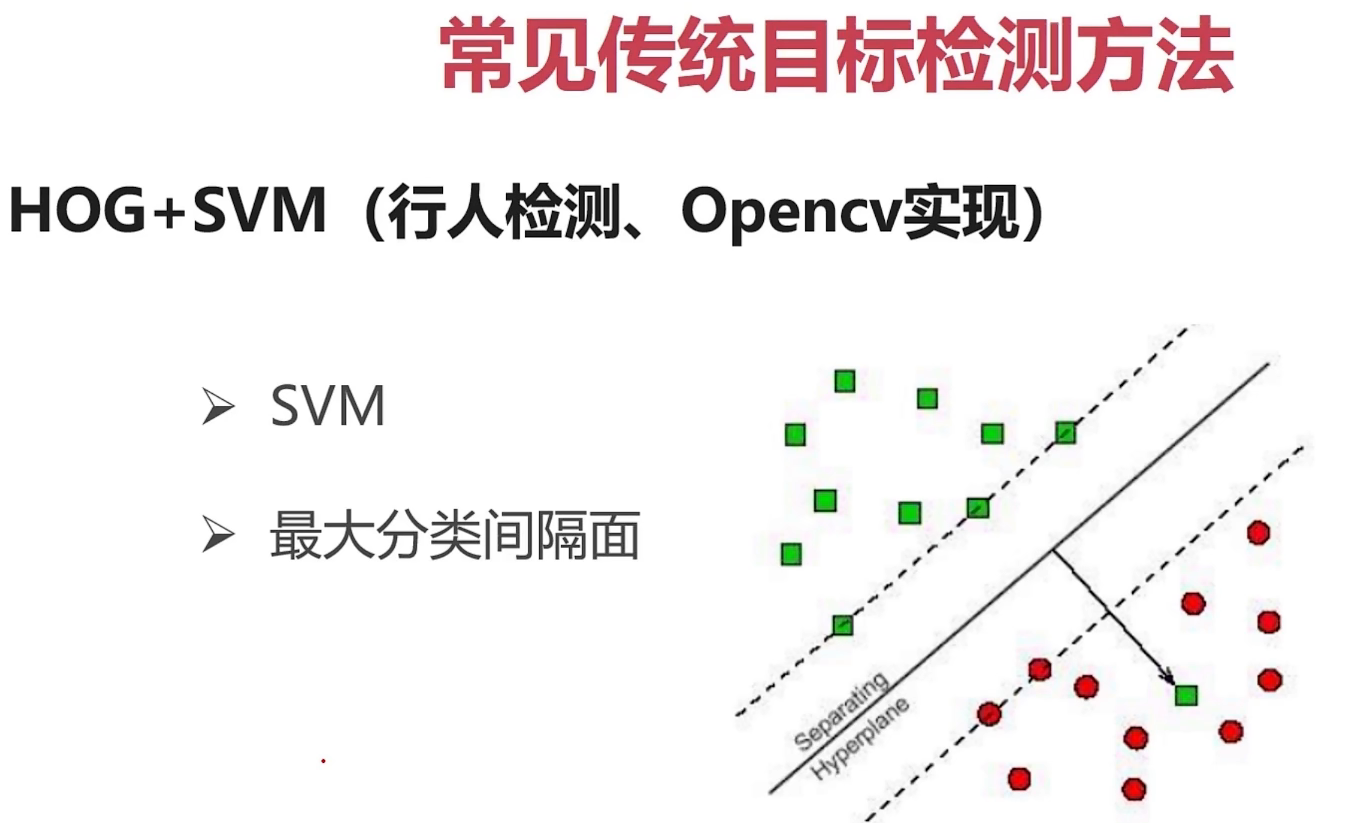 常见传统目标检测方法
HOG+SVM（行人检测、Opencv实现）
➢ SVM
➢ 最大分类间隔面
Separating
Hyperplane